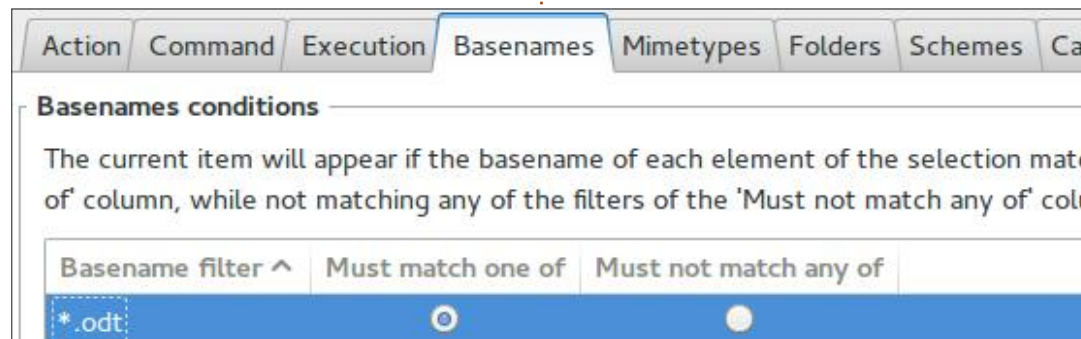 Action Command Execution Basenames Mimetypes Folders Schemes
Basenames conditions
The current item will appear if the basename of each element of the selection
of' column, while not matching any of the filters of the 'Must not match any of'
Basename filter Must match one of Must not match any of
*.odt